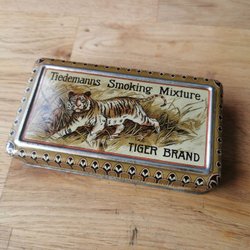 Tiedemanns Smoking Mixture.
TIGER BRAND